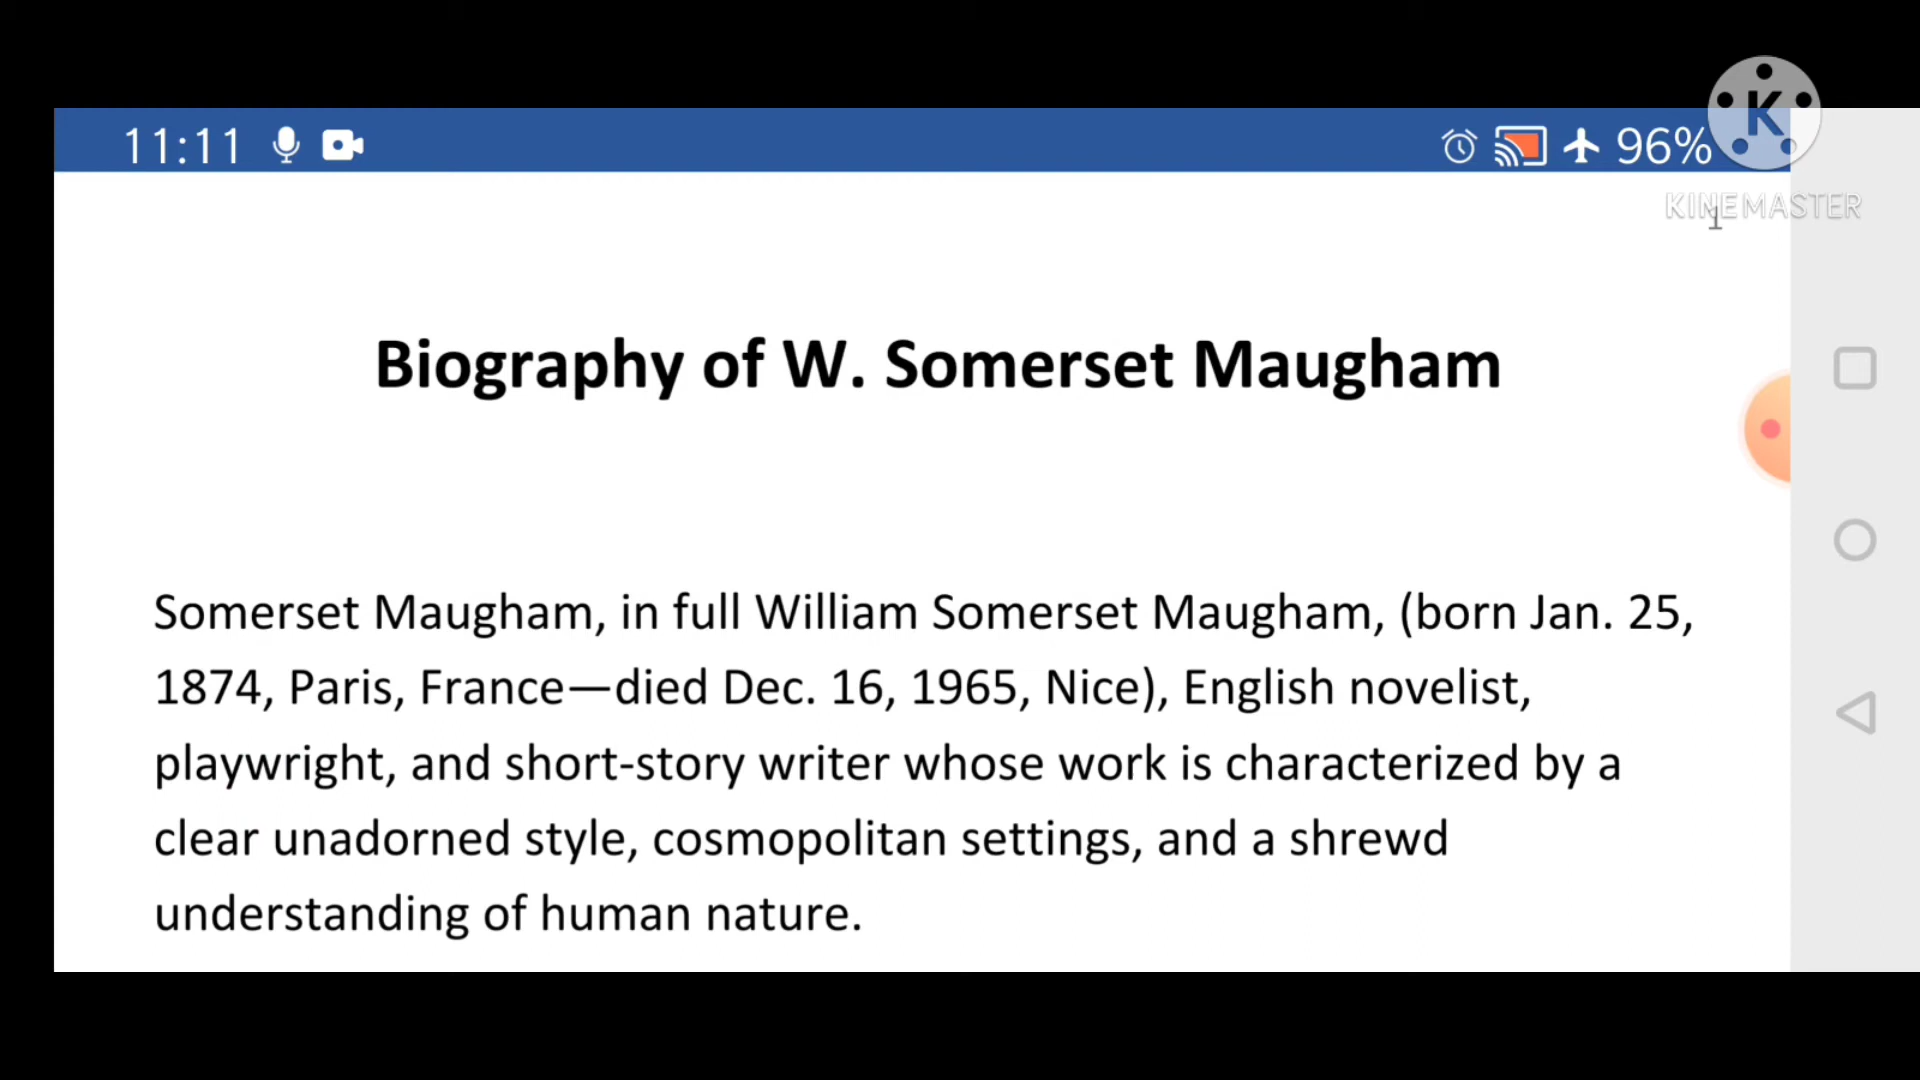 11:11 96%
K
KINEMASTER
1
Biography of W. Somerset Maugham
Somerset Maugham, in full William Somerset Maugham, (born Jan. 25,
1874, Paris, France—died Dec. 16, 1965, Nice), English novelist,
playwright, and short-story writer whose work is characterized by a
clear unadorned style, cosmopolitan settings, and a shrewd
understanding of human nature.